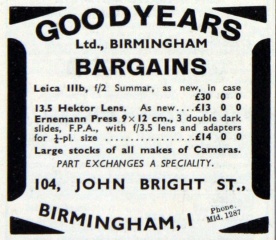 GOODYEARS
Ltd., BIRMINGHAM
BARGAINS
Leica IIIb, f/2 Summar, as new, in case
£30 0 0
13.5 Hektor Lens. As new....£13 0 0
Ernemann Press 9×12 cm., 3 double dark
slides, F.P.A., with f/3.5 lens and adapters
for ¼-pl. size ................£14 0 0
Large stocks of all makes of Cameras.
PART EXCHANGES A SPECIALITY.
104, JOHN BRIGHT ST.,
BIRMINGHAM, 1
Phone.
Mid. 1287